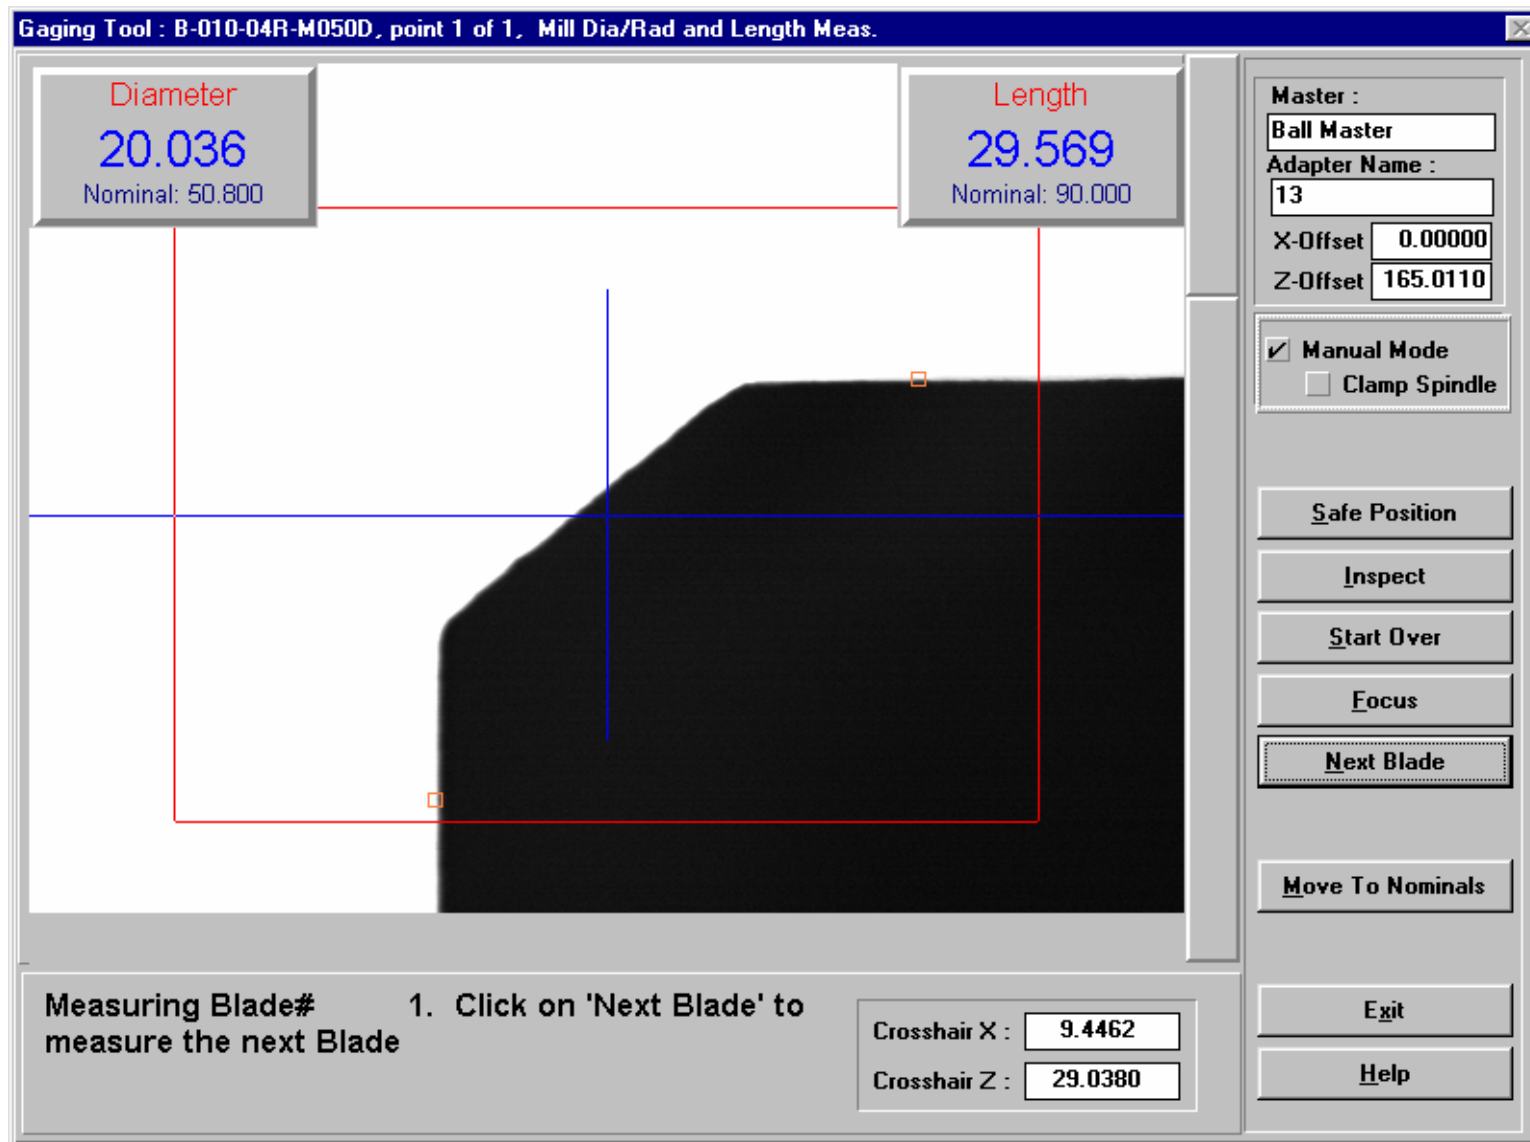 Gaging Tool : B-010-04R-M050D, point 1 of 1,  Mill Dia/Rad and Length Meas.
Diameter
20.036
Nominal: 50.800
Length
29.569
Nominal: 90.000
Master :
Ball Master
Adapter Name :
13
X-Offset 0.00000
Z-Offset 165.0110
Manual Mode
Clamp Spindle
Safe Position
Inspect
Start Over
Focus
Next Blade
Move To Nominals
Exit
Help
Measuring Blade# 1. Click on 'Next Blade' to
measure the next Blade
Crosshair X : 9.4462
Crosshair Z : 29.0380